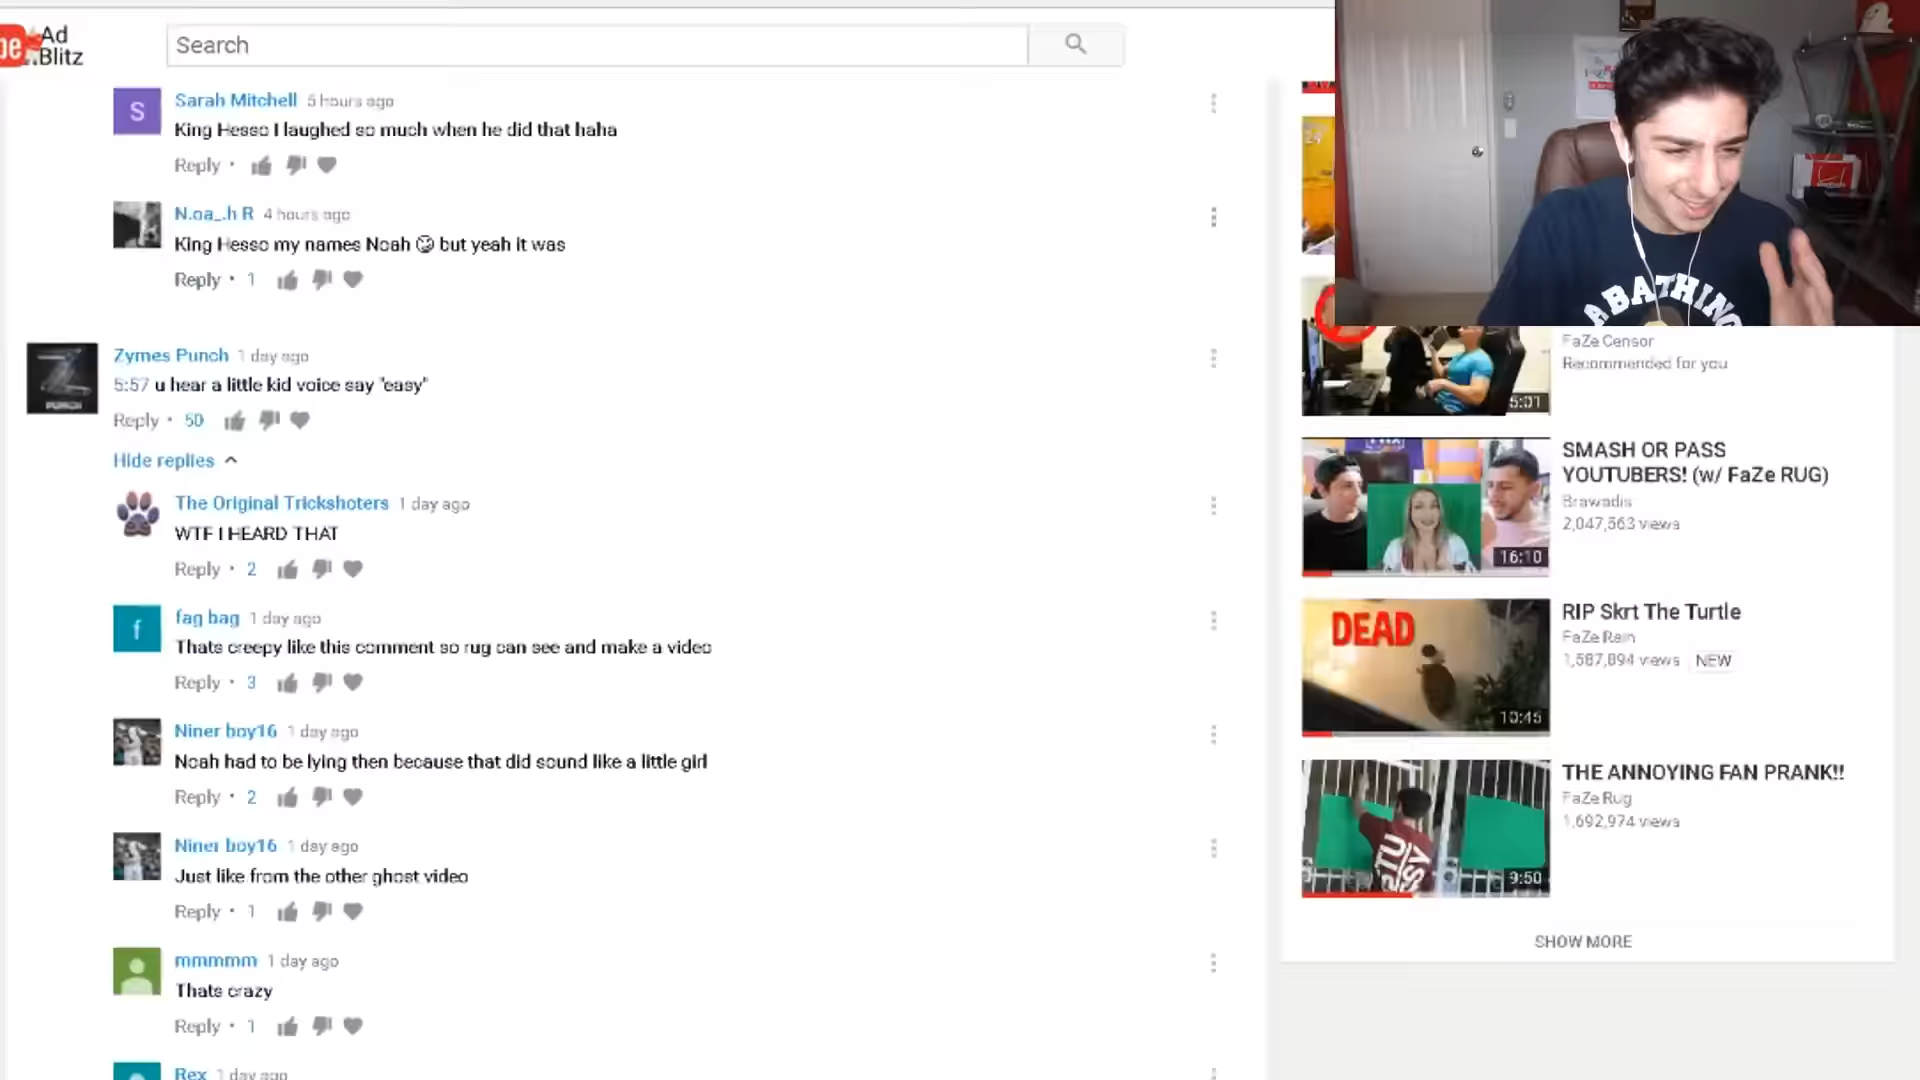 be Ad
Blitz
Search
S
Sarah Mitchell 5 hours ago
King Hesso I laughed so much when he did that haha
Reply •
N.oa_.h R 4 hours ago
King Hesso my names Noah 🙄 but yeah it was
Reply • 1
Z
PUNCH
Zymes Punch 1 day ago
5:57 u hear a little kid voice say "easy"
Reply • 50
Hide replies
The Original Trickshoters 1 day ago
WTF I HEARD THAT
Reply • 2
f
fag bag 1 day ago
Thats creepy like this comment so rug can see and make a video
Reply • 3
Niner boy16 1 day ago
Noah had to be lying then because that did sound like a little girl
Reply • 2
Niner boy16 1 day ago
Just like from the other ghost video
Reply • 1
mmmmm 1 day ago
Thats crazy
Reply • 1
Rex 1 day ago
24
A BATHING
FaZe Censor
Recommended for you
5:01
SMASH OR PASS
YOUTUBERS! (w/ FaZe RUG)
Brawadis
2,047,563 views
16:10
DEAD
10:45
RIP Skrt The Turtle
FaZe Rain
1,587,894 views NEW
THE ANNOYING FAN PRANK!!
FaZe Rug
1,692,974 views
9:50
SHOW MORE